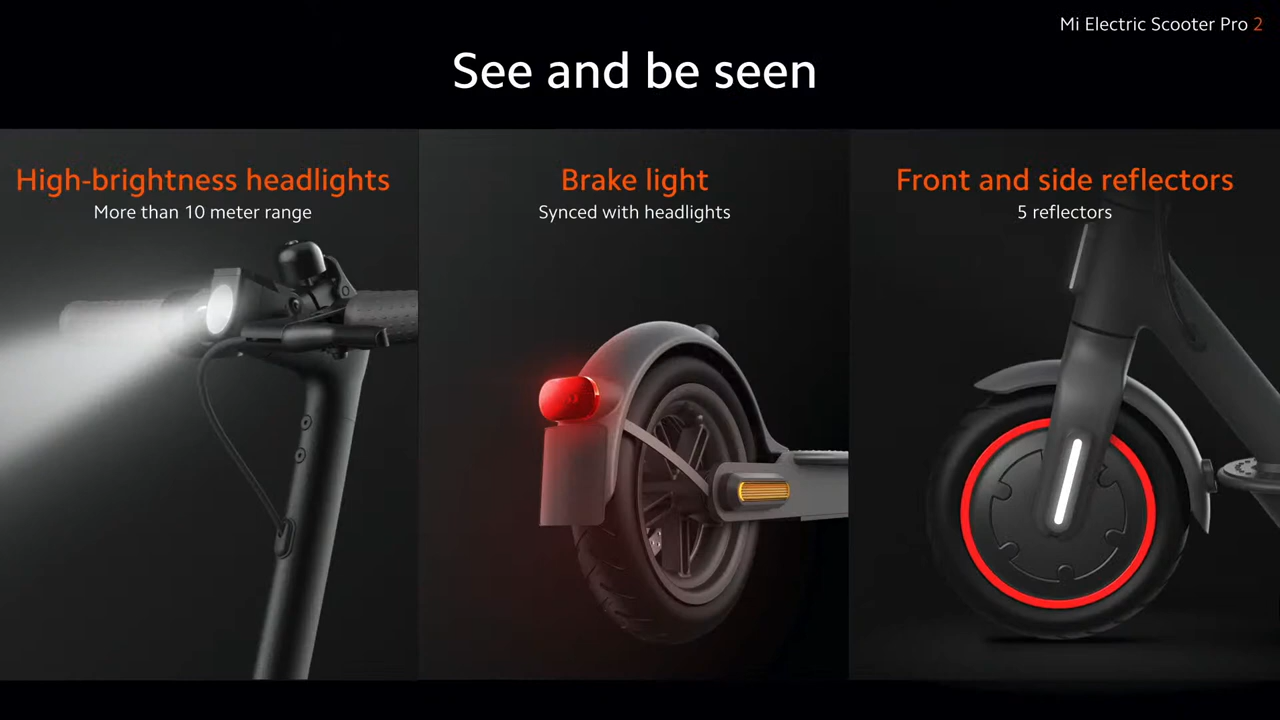 Mi Electric Scooter Pro 2
See and be seen
High-brightness headlights
More than 10 meter range
Brake light
Synced with headlights
Front and side reflectors
5 reflectors